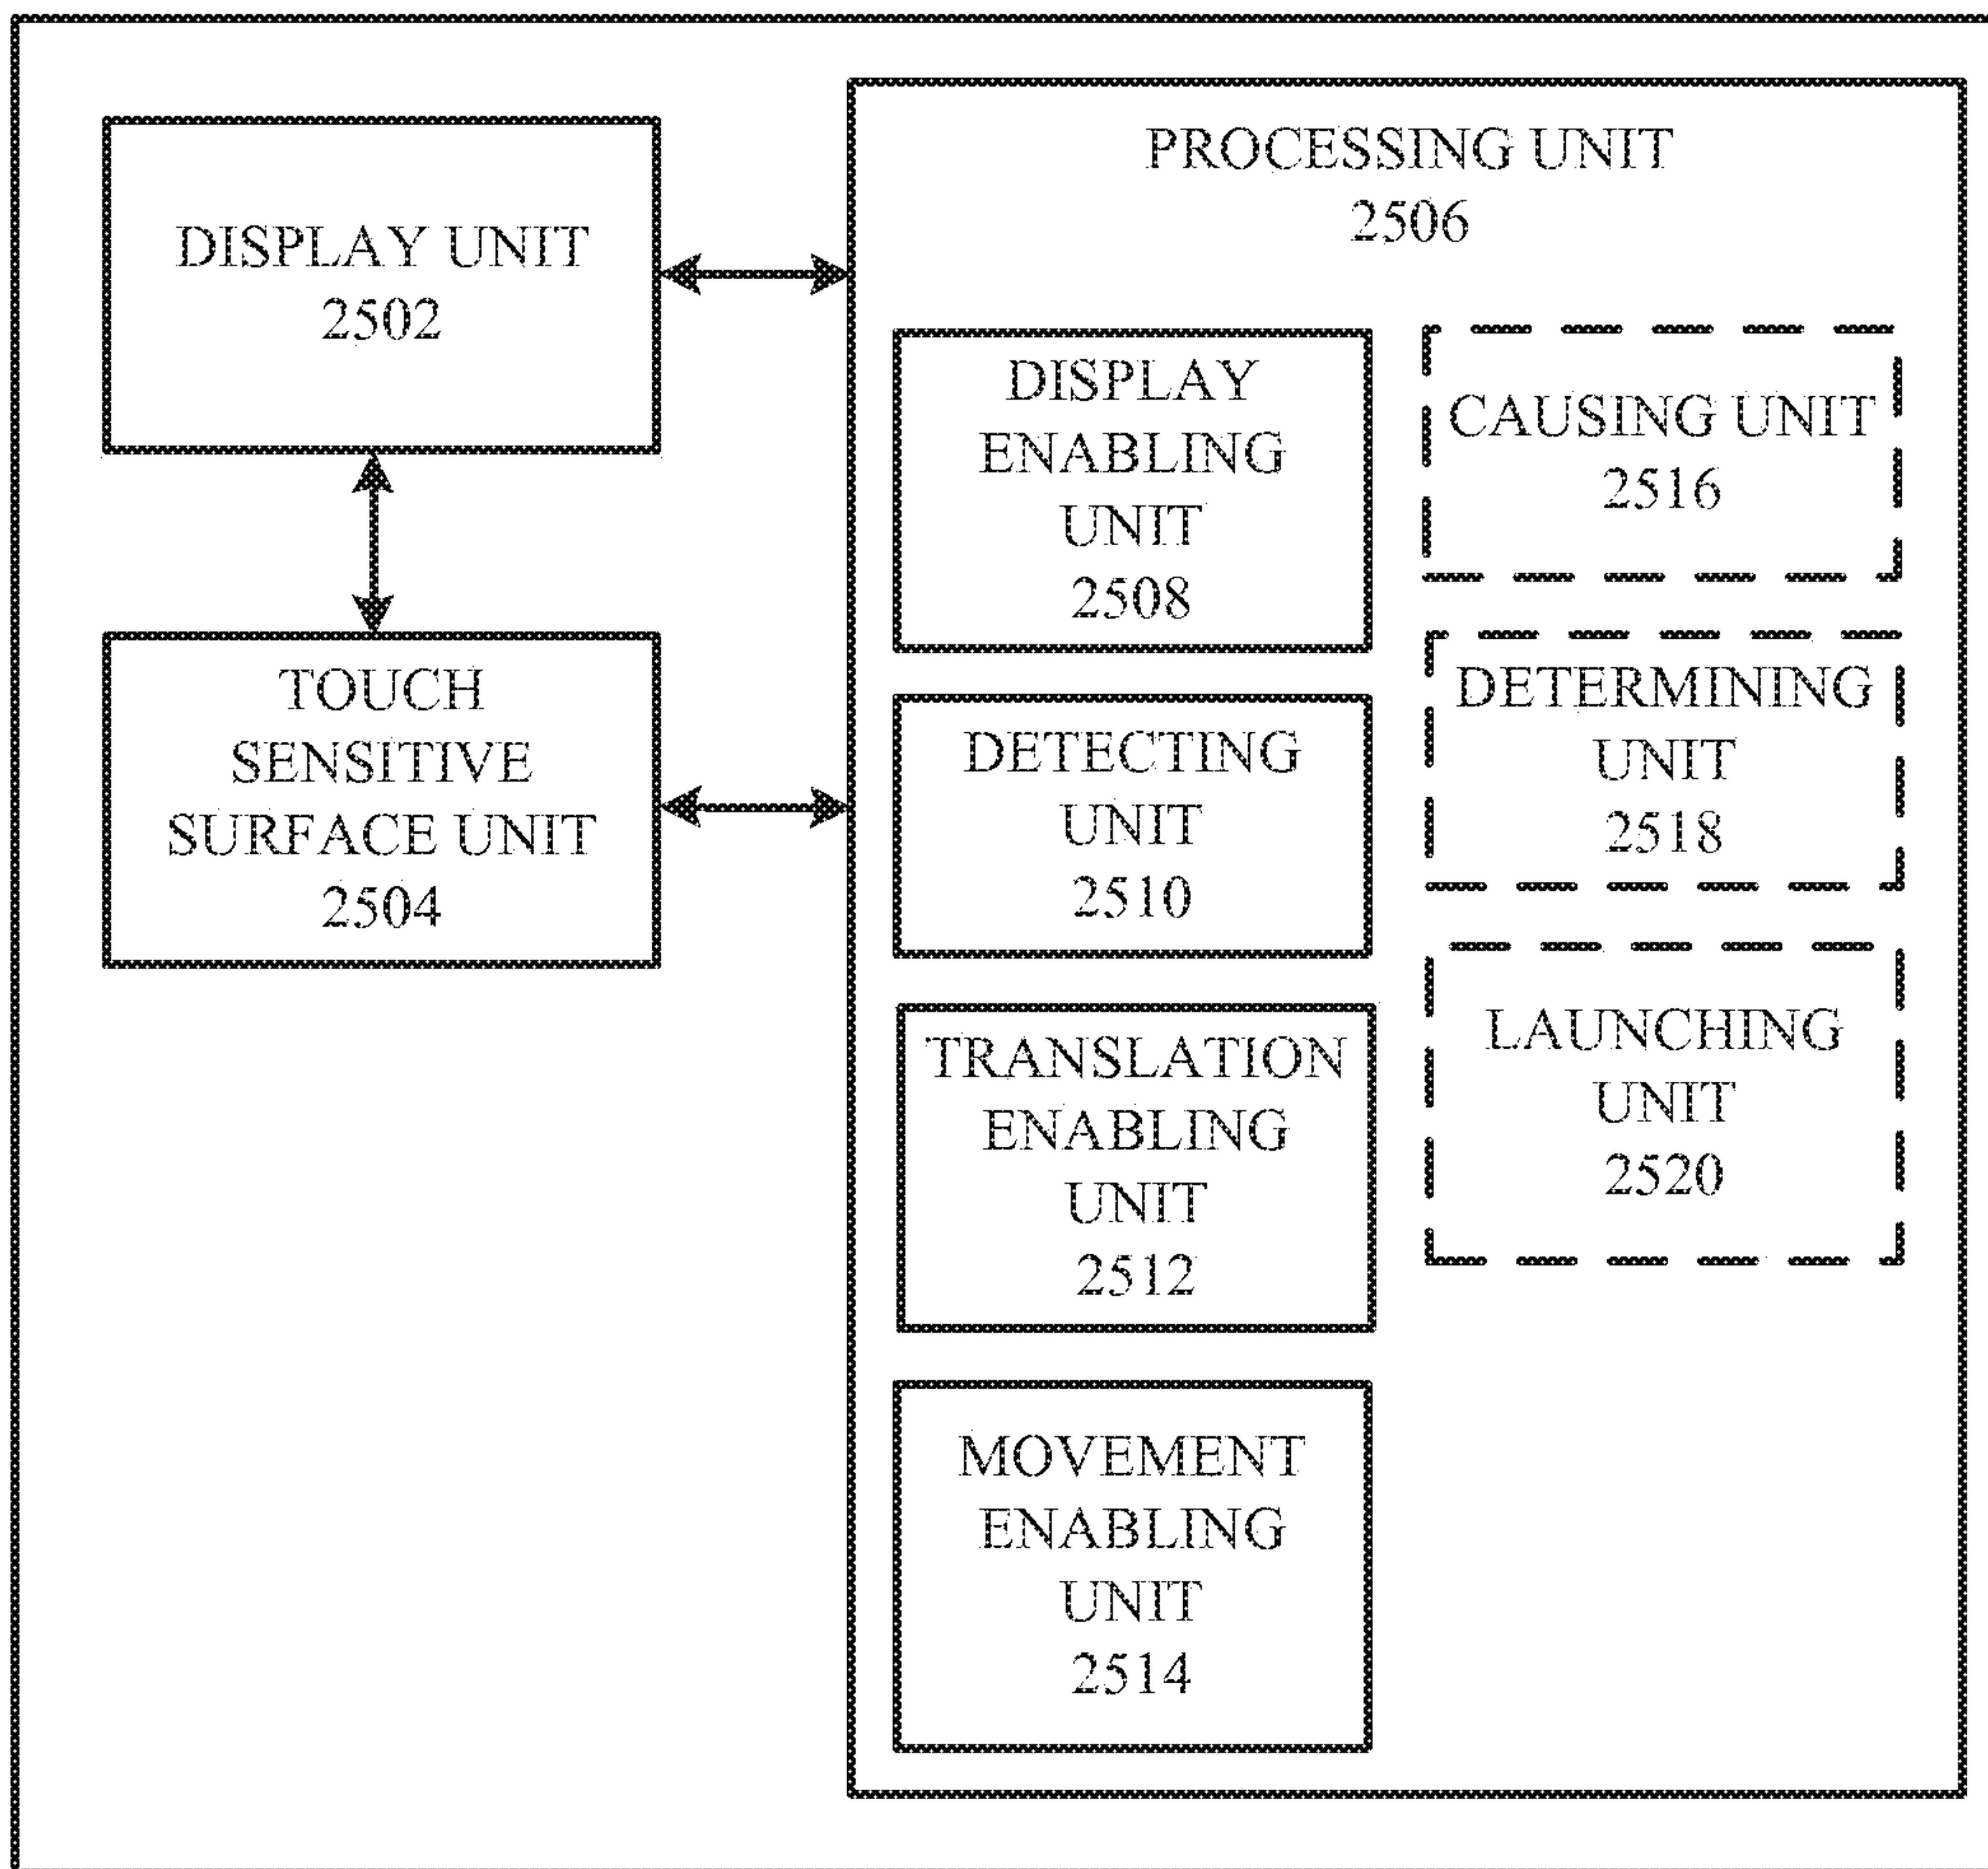 DISPLAY UNIT
2502
TOUCH
SENSITIVE
SURFACE UNIT
2504
PROCESSING UNIT
2506
DISPLAY
ENABLING
UNIT
2508
DETECTING
UNIT
2510
TRANSLATION
ENABLING
UNIT
2512
MOVEMENT
ENABLING
UNIT
2514
CAUSING UNIT
2516
DETERMINING
UNIT
2518
LAUNCHING
UNIT
2520